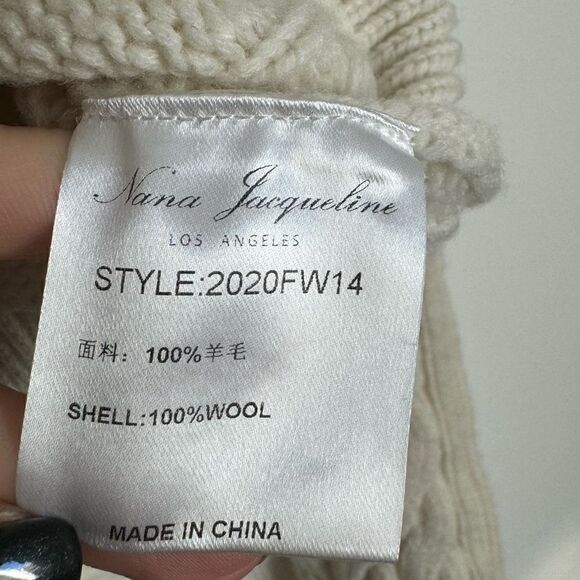 Nana Jacqueline
LOS ANGELES
STYLE:2020FW14
面料：100%羊毛
SHELL:100%WOOL
MADE IN CHINA